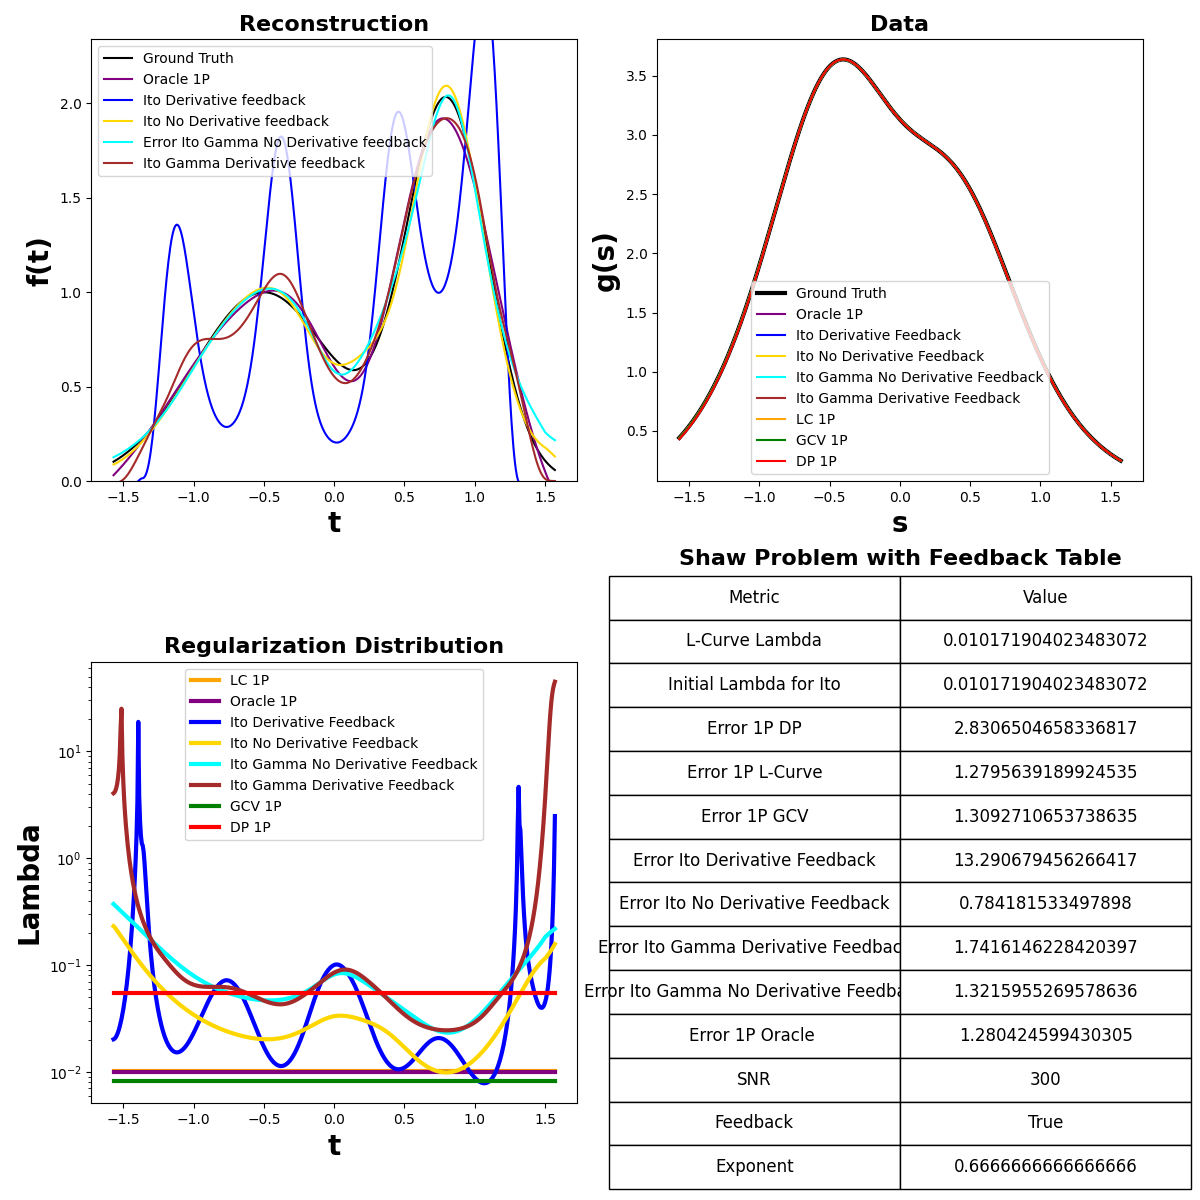 Reconstruction
Ground Truth
Oracle 1P
Ito Derivative feedback
Ito No Derivative feedback
Error Ito Gamma No Derivative feedback
Ito Gamma Derivative feedback
2.0
1.5
1.0
0.5
0.0
f(t)
−1.5 −1.0 −0.5 0.0 0.5 1.0 1.5
t
Data
3.5
3.0
2.5
2.0
1.5
1.0
0.5
g(s)
Ground Truth
Oracle 1P
Ito Derivative Feedback
Ito No Derivative Feedback
Ito Gamma No Derivative Feedback
Ito Gamma Derivative Feedback
LC 1P
GCV 1P
DP 1P
−1.5 −1.0 −0.5 0.0 0.5 1.0 1.5
s
Regularization Distribution
LC 1P
Oracle 1P
Ito Derivative Feedback
Ito No Derivative Feedback
Ito Gamma No Derivative Feedback
Ito Gamma Derivative Feedback
GCV 1P
DP 1P
10¹
10⁰
10⁻¹
10⁻²
Lambda
−1.5 −1.0 −0.5 0.0 0.5 1.0 1.5
t
Shaw Problem with Feedback Table
Metric Value
L-Curve Lambda 0.010171904023483072
Initial Lambda for Ito 0.010171904023483072
Error 1P DP 2.8306504658336817
Error 1P L-Curve 1.2795639189924535
Error 1P GCV 1.3092710653738635
Error Ito Derivative Feedback 13.290679456266417
Error Ito No Derivative Feedback 0.784181533497898
Error Ito Gamma Derivative Feedbac 1.7416146228420397
Error Ito Gamma No Derivative Feedba 1.3215955269578636
Error 1P Oracle 1.280424599430305
SNR 300
Feedback True
Exponent 0.6666666666666666